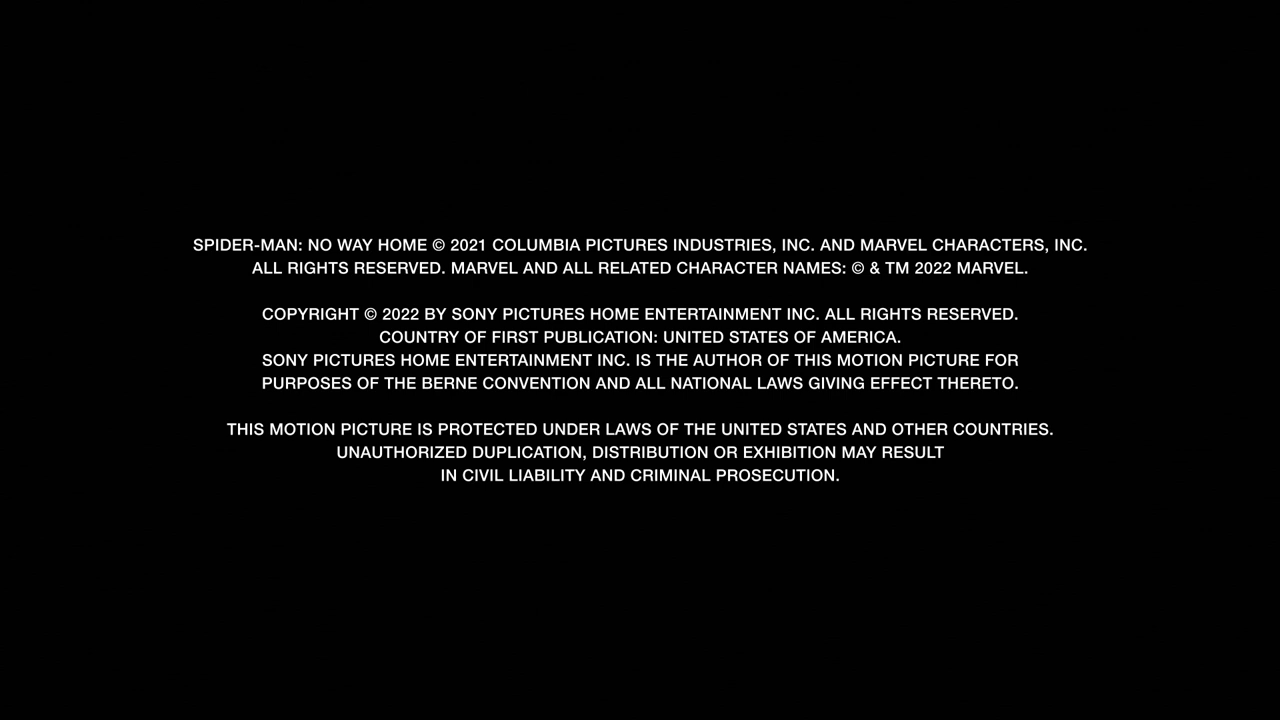 SPIDER-MAN: NO WAY HOME © 2021 COLUMBIA PICTURES INDUSTRIES, INC. AND MARVEL CHARACTERS, INC.
ALL RIGHTS RESERVED. MARVEL AND ALL RELATED CHARACTER NAMES: © & TM 2022 MARVEL.
COPYRIGHT © 2022 BY SONY PICTURES HOME ENTERTAINMENT INC. ALL RIGHTS RESERVED.
COUNTRY OF FIRST PUBLICATION: UNITED STATES OF AMERICA.
SONY PICTURES HOME ENTERTAINMENT INC. IS THE AUTHOR OF THIS MOTION PICTURE FOR
PURPOSES OF THE BERNE CONVENTION AND ALL NATIONAL LAWS GIVING EFFECT THERETO.
THIS MOTION PICTURE IS PROTECTED UNDER LAWS OF THE UNITED STATES AND OTHER COUNTRIES.
UNAUTHORIZED DUPLICATION, DISTRIBUTION OR EXHIBITION MAY RESULT
IN CIVIL LIABILITY AND CRIMINAL PROSECUTION.